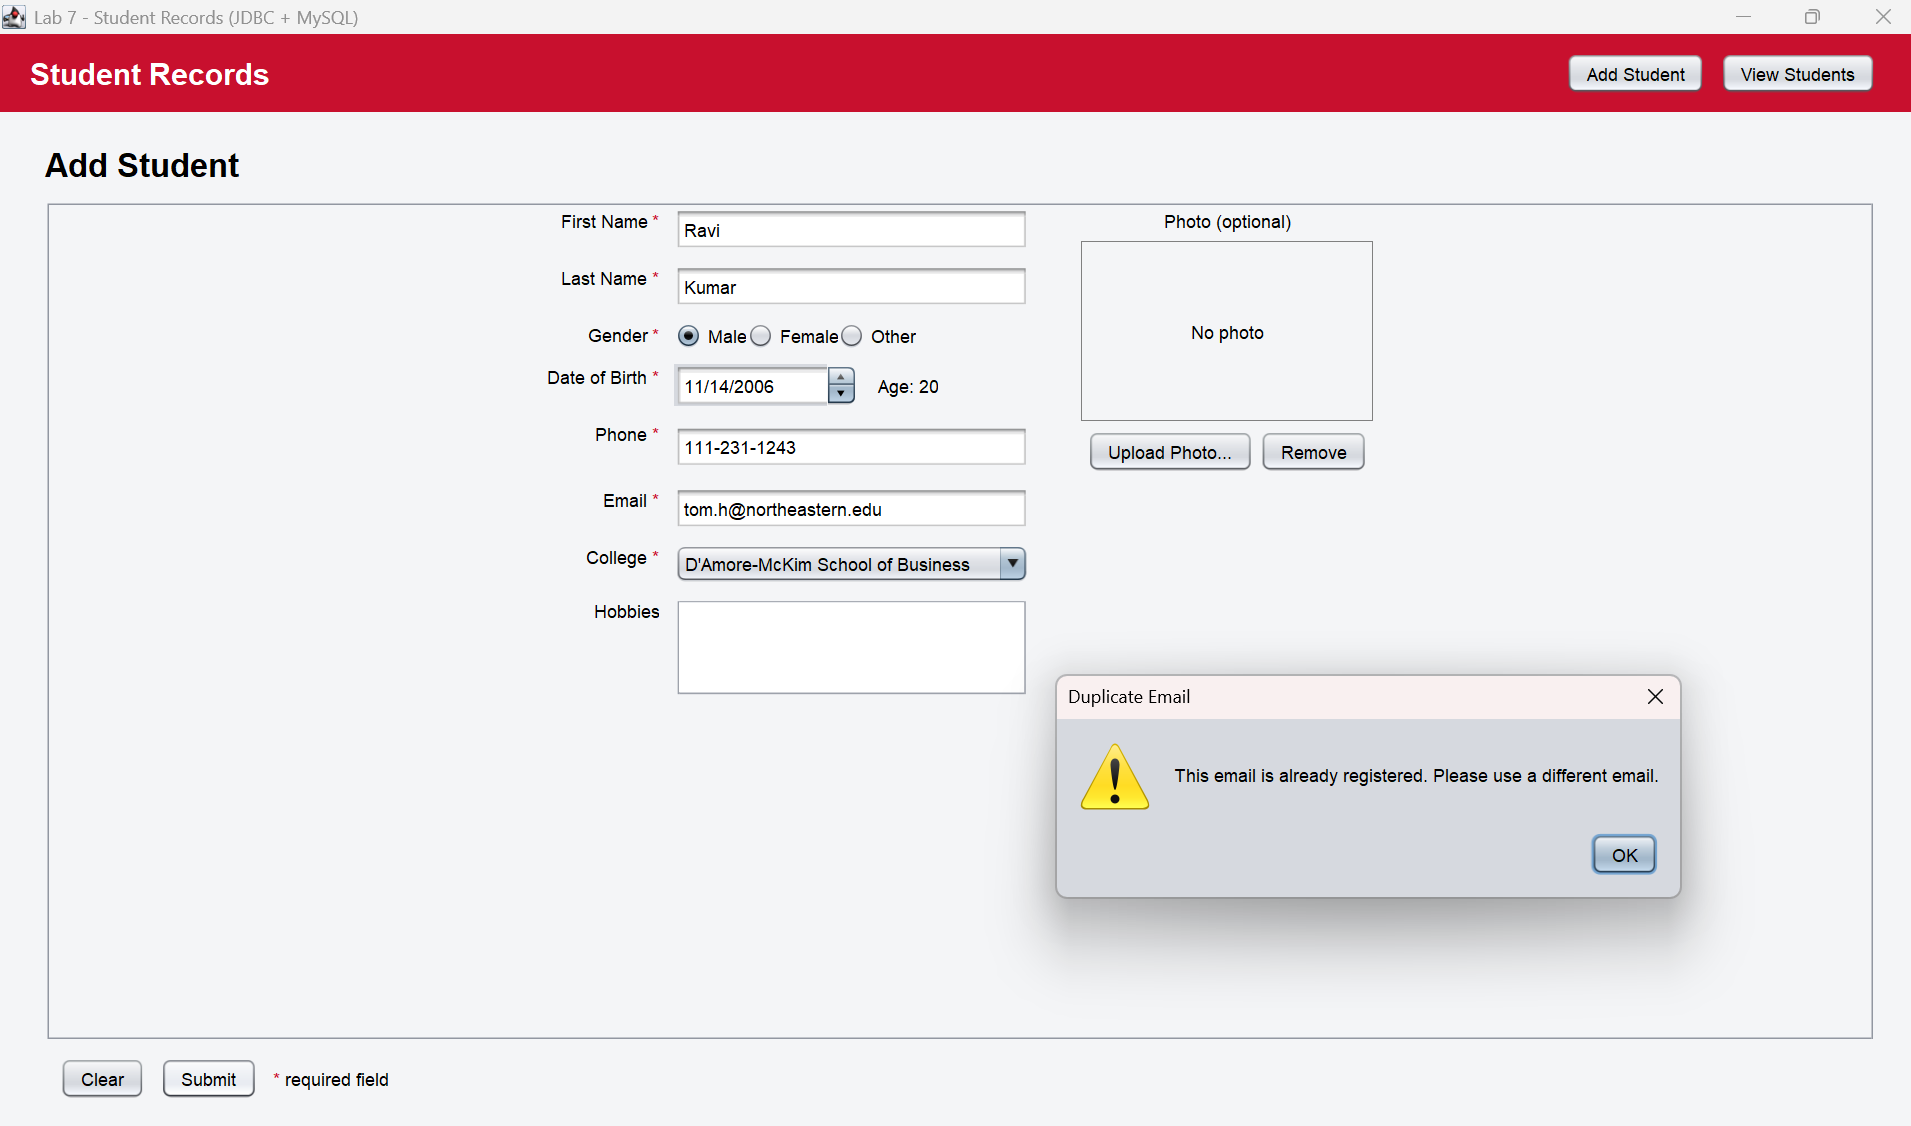 Lab 7 - Student Records (JDBC + MySQL)
Student Records
Add Student
View Students
Add Student
First Name *
Ravi
Photo (optional)
Last Name *
Kumar
No photo
Gender *
Male
Female
Other
Date of Birth *
11/14/2006
Age: 20
Phone *
111-231-1243
Upload Photo...
Remove
Email *
tom.h@northeastern.edu
College *
D'Amore-McKim School of Business
Hobbies
Duplicate Email
This email is already registered. Please use a different email.
OK
Clear
Submit
* required field